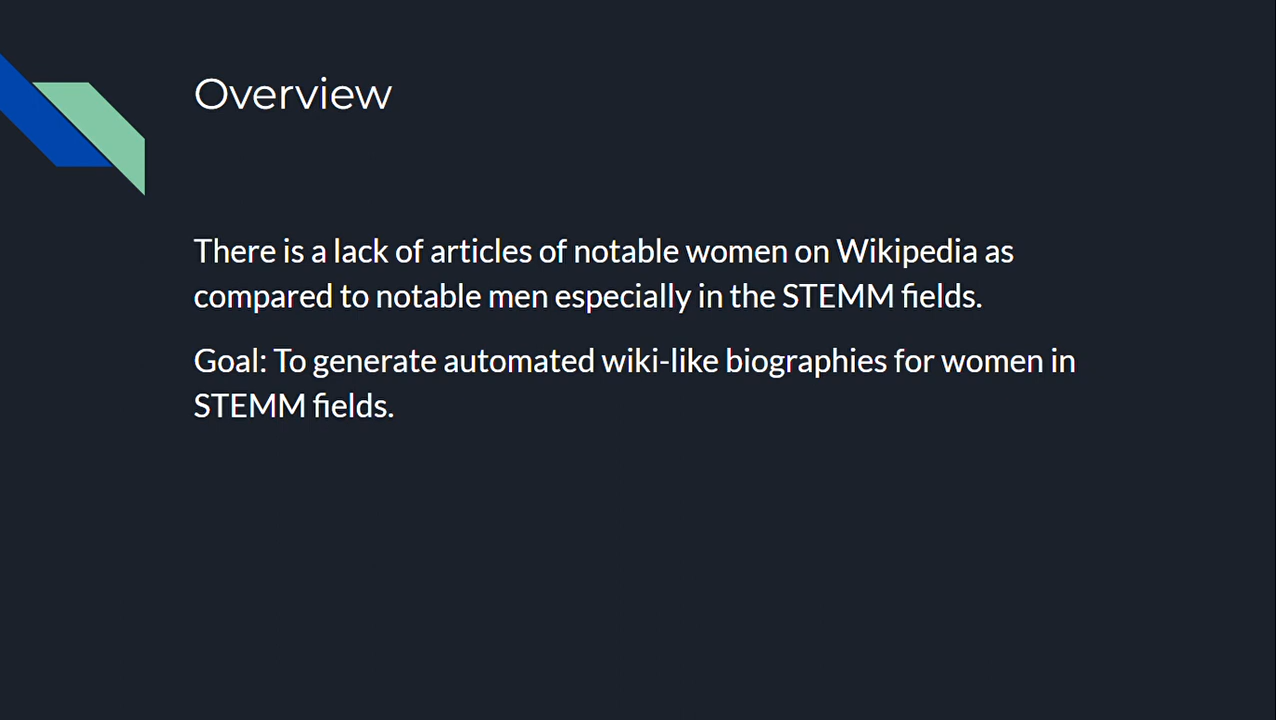 Overview
There is a lack of articles of notable women on Wikipedia as
compared to notable men especially in the STEMM fields.
Goal: To generate automated wiki-like biographies for women in
STEMM fields.